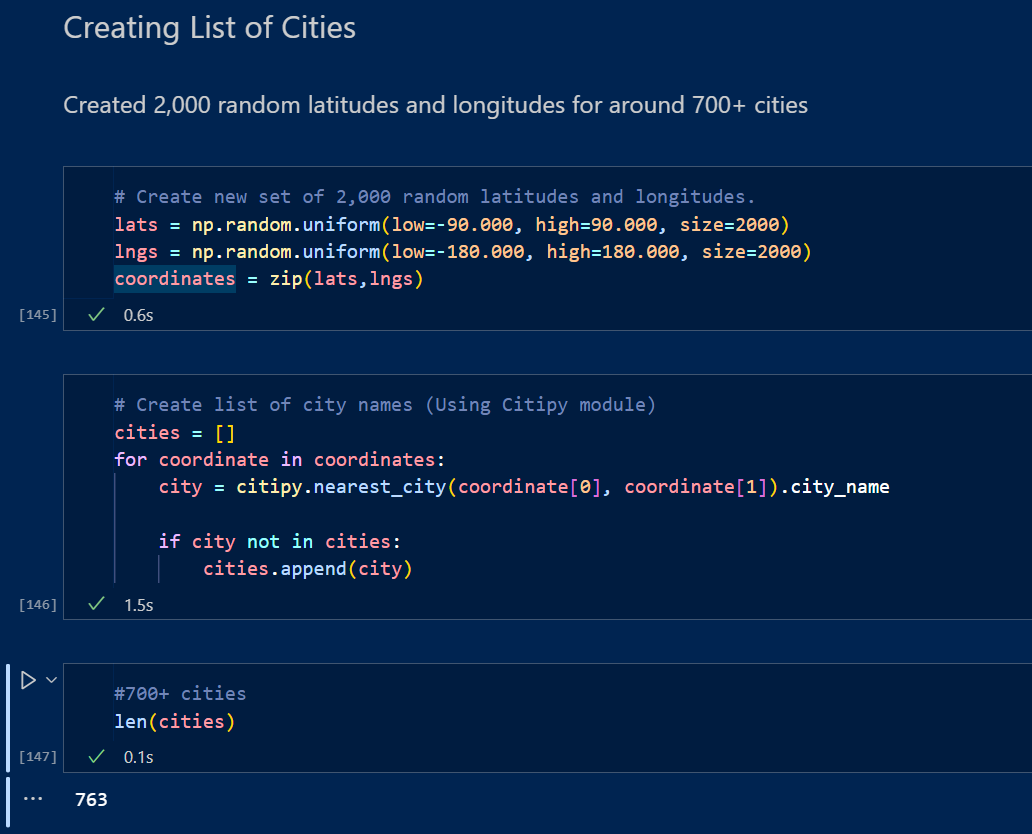 Creating List of Cities
Created 2,000 random latitudes and longitudes for around 700+ cities
# Create new set of 2,000 random latitudes and longitudes.
lats = np.random.uniform(low=-90.000, high=90.000, size=2000)
lngs = np.random.uniform(low=-180.000, high=180.000, size=2000)
coordinates = zip(lats,lngs)
[145] 0.6s
# Create list of city names (Using Citipy module)
cities = []
for coordinate in coordinates:
    city = citipy.nearest_city(coordinate[0], coordinate[1]).city_name
    if city not in cities:
        cities.append(city)
[146] 1.5s
#700+ cities
len(cities)
[147] 0.1s
... 763